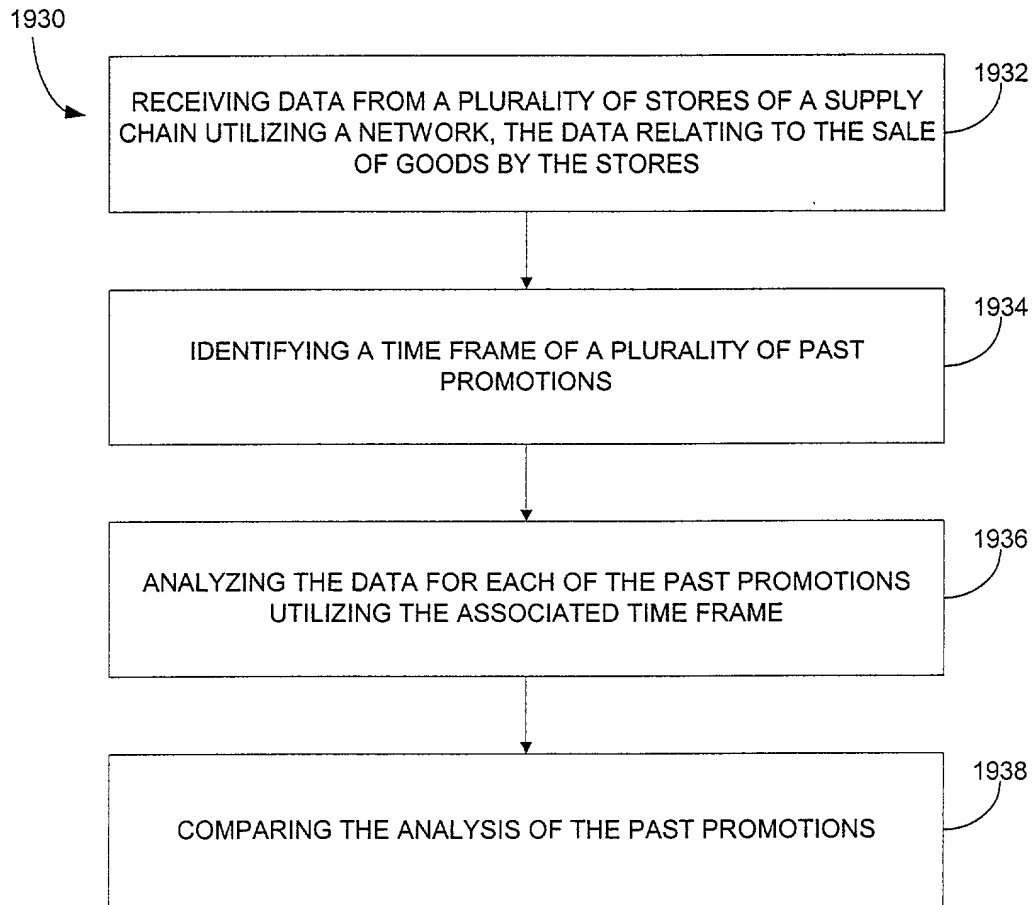 1930
1932
RECEIVING DATA FROM A PLURALITY OF STORES OF A SUPPLY
CHAIN UTILIZING A NETWORK, THE DATA RELATING TO THE SALE
OF GOODS BY THE STORES
1934
IDENTIFYING A TIME FRAME OF A PLURALITY OF PAST
PROMOTIONS
1936
ANALYZING THE DATA FOR EACH OF THE PAST PROMOTIONS
UTILIZING THE ASSOCIATED TIME FRAME
1938
COMPARING THE ANALYSIS OF THE PAST PROMOTIONS